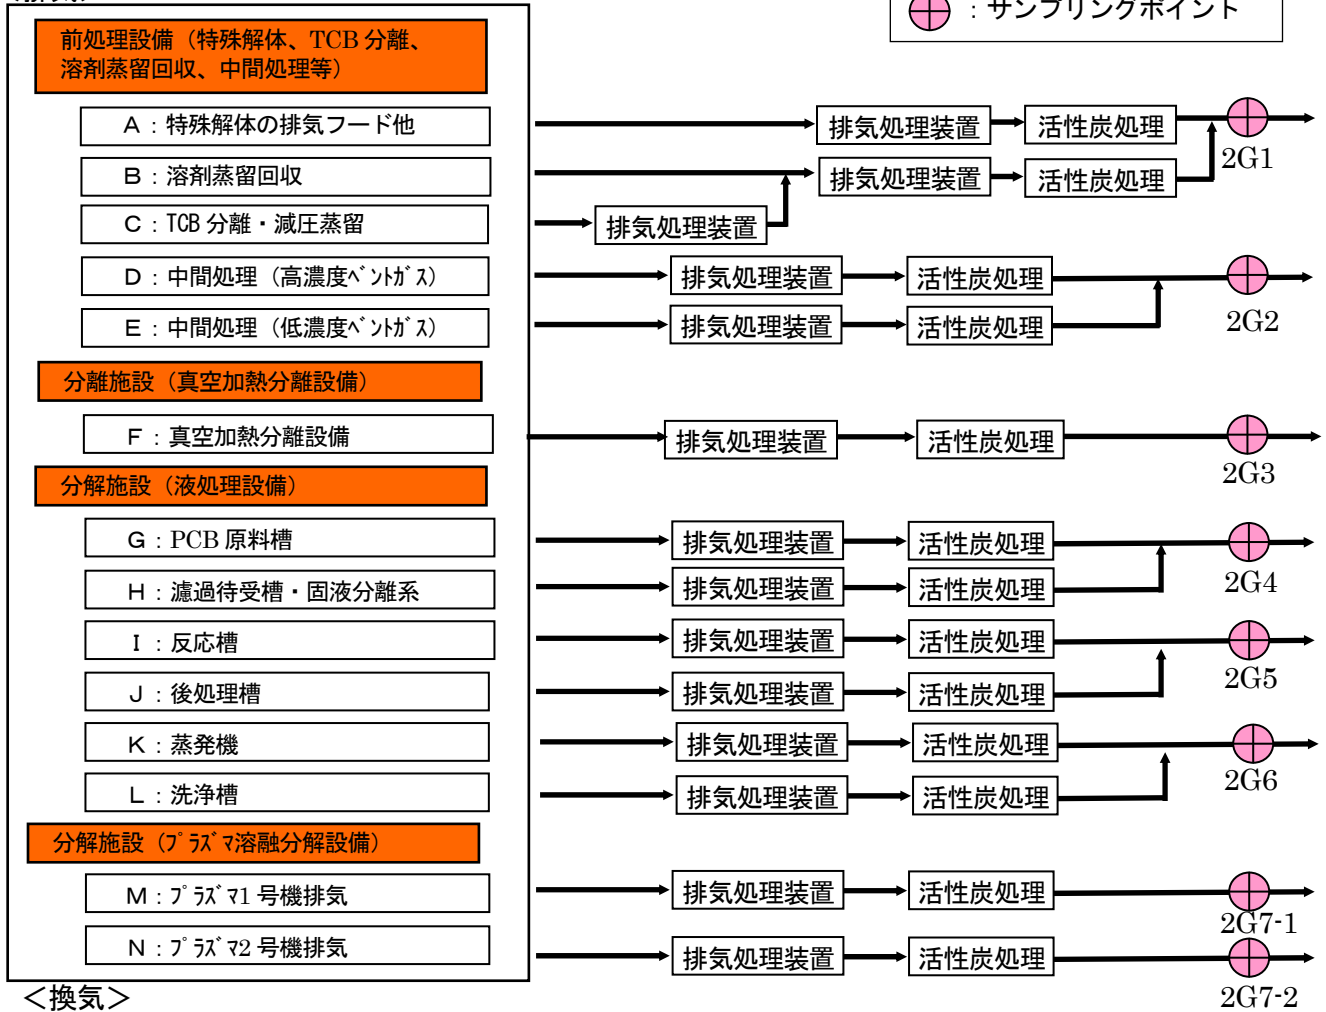 ：サンプリングポイント
前処理設備（特殊解体、TCB分離、
溶剤蒸留回収、中間処理等）
A：特殊解体の排気フード他
排気処理装置
活性炭処理
2G1
B：溶剤蒸留回収
排気処理装置
活性炭処理
C：TCB分離・減圧蒸留
排気処理装置
D：中間処理（高濃度ﾍﾞﾝﾄｶﾞｽ）
排気処理装置
活性炭処理
2G2
E：中間処理（低濃度ﾍﾞﾝﾄｶﾞｽ）
排気処理装置
活性炭処理
分離施設（真空加熱分離設備）
F：真空加熱分離設備
排気処理装置
活性炭処理
2G3
分解施設（液処理設備）
G：PCB原料槽
排気処理装置
活性炭処理
2G4
H：濾過待受槽・固液分離系
排気処理装置
活性炭処理
I：反応槽
排気処理装置
活性炭処理
2G5
J：後処理槽
排気処理装置
活性炭処理
K：蒸発機
排気処理装置
活性炭処理
2G6
L：洗浄槽
排気処理装置
活性炭処理
分解施設（ﾌﾟﾗｽﾞﾏ溶融分解設備）
M：ﾌﾟﾗｽﾞﾏ1号機排気
排気処理装置
活性炭処理
2G7-1
N：ﾌﾟﾗｽﾞﾏ2号機排気
排気処理装置
活性炭処理
2G7-2
＜換気＞